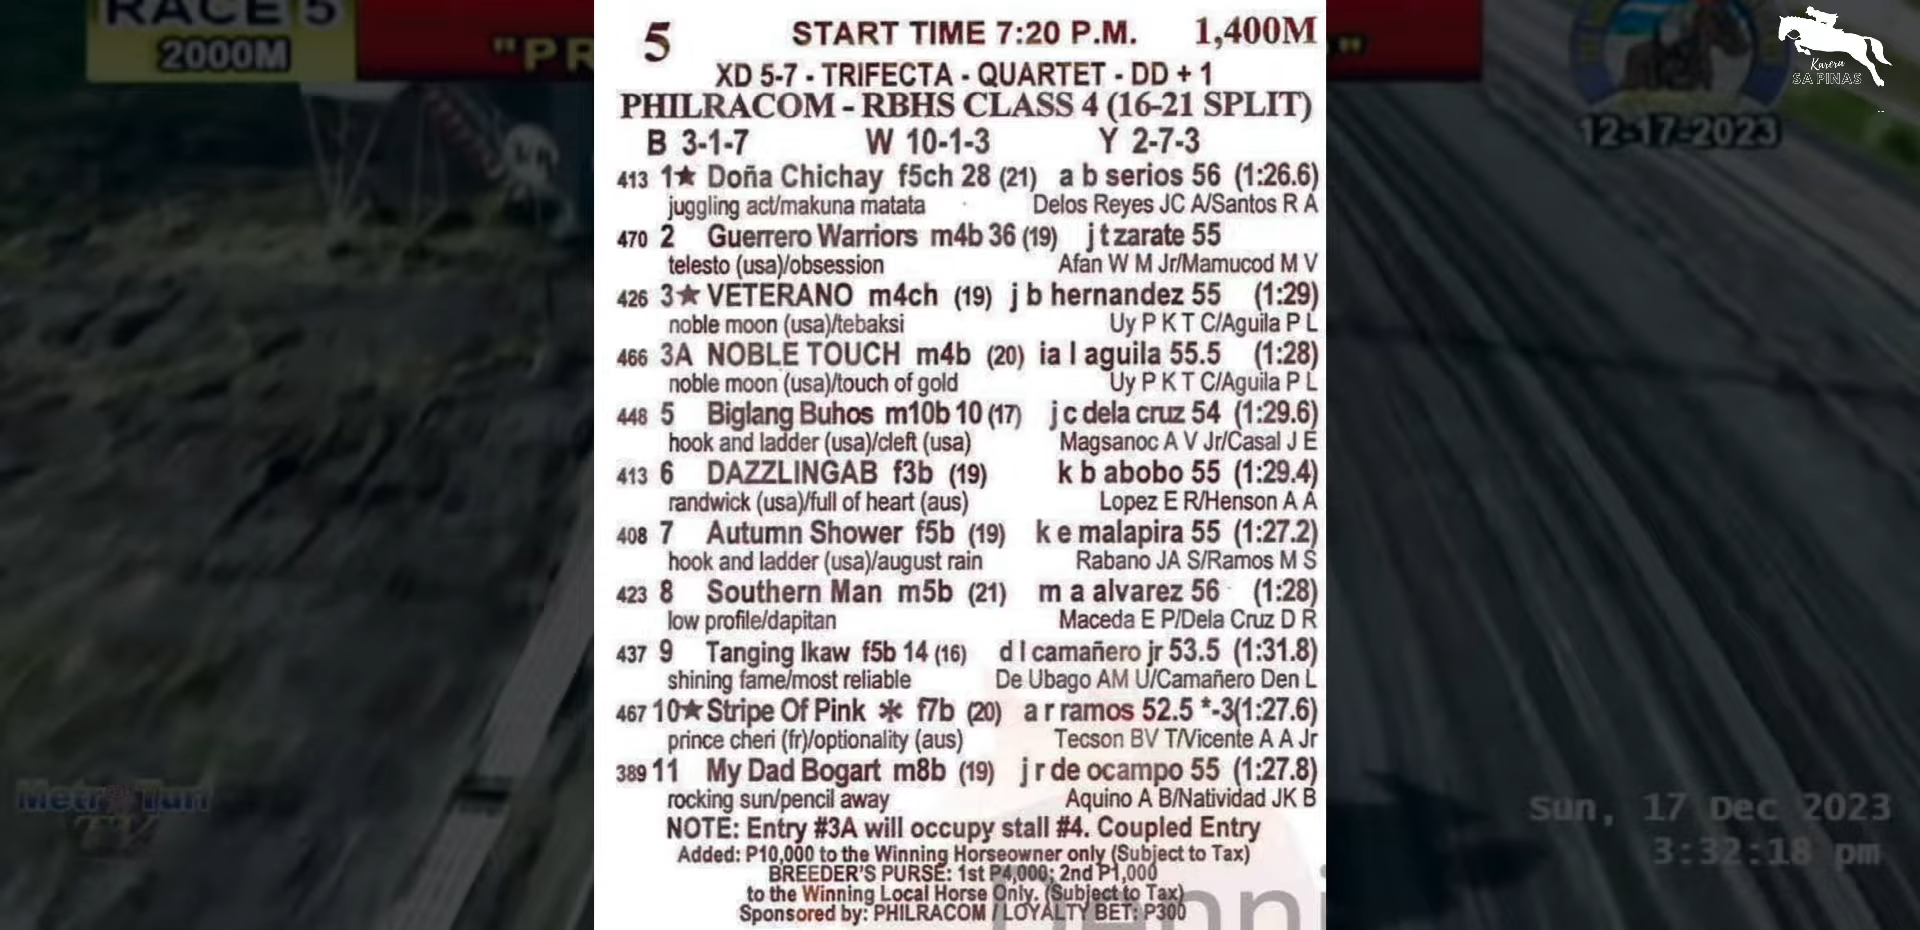 RACE 5
2000M
"PR
"
Karera
SA PINAS
12-17-2023
5 START TIME 7:20 P.M. 1,400M
XD 5-7 - TRIFECTA - QUARTET - DD + 1
PHILRACOM - RBHS CLASS 4 (16-21 SPLIT)
B 3-1-7 W 10-1-3 Y 2-7-3
413 1★ Doña Chichay f5ch 28 (21) a b serios 56 (1:26.6)
juggling act/makuna matata Delos Reyes JC A/Santos R A
470 2 Guerrero Warriors m4b 36 (19) j t zarate 55
telesto (usa)/obsession Afan W M Jr/Mamucod M V
426 3★ VETERANO m4ch (19) j b hernandez 55 (1:29)
noble moon (usa)/tebaksi Uy P K T C/Aguila P L
466 3A NOBLE TOUCH m4b (20) ia l aguila 55.5 (1:28)
noble moon (usa)/touch of gold Uy P K T C/Aguila P L
448 5 Biglang Buhos m10b 10 (17) j c dela cruz 54 (1:29.6)
hook and ladder (usa)/cleft (usa) Magsanoc A V Jr/Casal J E
413 6 DAZZLINGAB f3b (19) k b abobo 55 (1:29.4)
randwick (usa)/full of heart (aus) Lopez E R/Henson A A
408 7 Autumn Shower f5b (19) k e malapira 55 (1:27.2)
hook and ladder (usa)/august rain Rabano JA S/Ramos M S
423 8 Southern Man m5b (21) m a alvarez 56 (1:28)
low profile/dapitan Maceda E P/Dela Cruz D R
437 9 Tanging Ikaw f5b 14 (16) d l camañero jr 53.5 (1:31.8)
shining fame/most reliable De Ubago AM U/Camañero Den L
467 10★ Stripe Of Pink ✻ f7b (20) a r ramos 52.5 *-3(1:27.6)
prince cheri (fr)/optionality (aus) Tecson BV T/Vicente A A Jr
389 11 My Dad Bogart m8b (19) j r de ocampo 55 (1:27.8)
rocking sun/pencil away Aquino A B/Natividad JK B
NOTE: Entry #3A will occupy stall #4. Coupled Entry
Added: P10,000 to the Winning Horseowner only (Subject to Tax)
BREEDER'S PURSE: 1st P4,000; 2nd P1,000
to the Winning Local Horse Only. (Subject to Tax)
Sponsored by: PHILRACOM / LOYALTY BET: P300
Metro Turf
Sun, 17 Dec 2023
3:32:18 pm